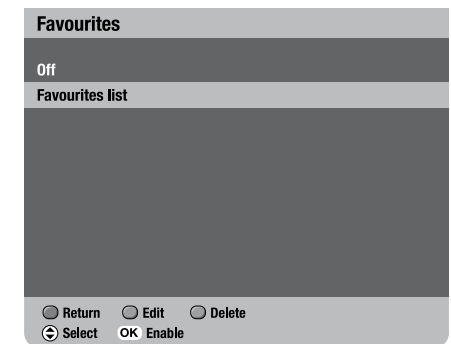 Favourites
Off
Favourites list
Return Edit Delete
Select OK Enable